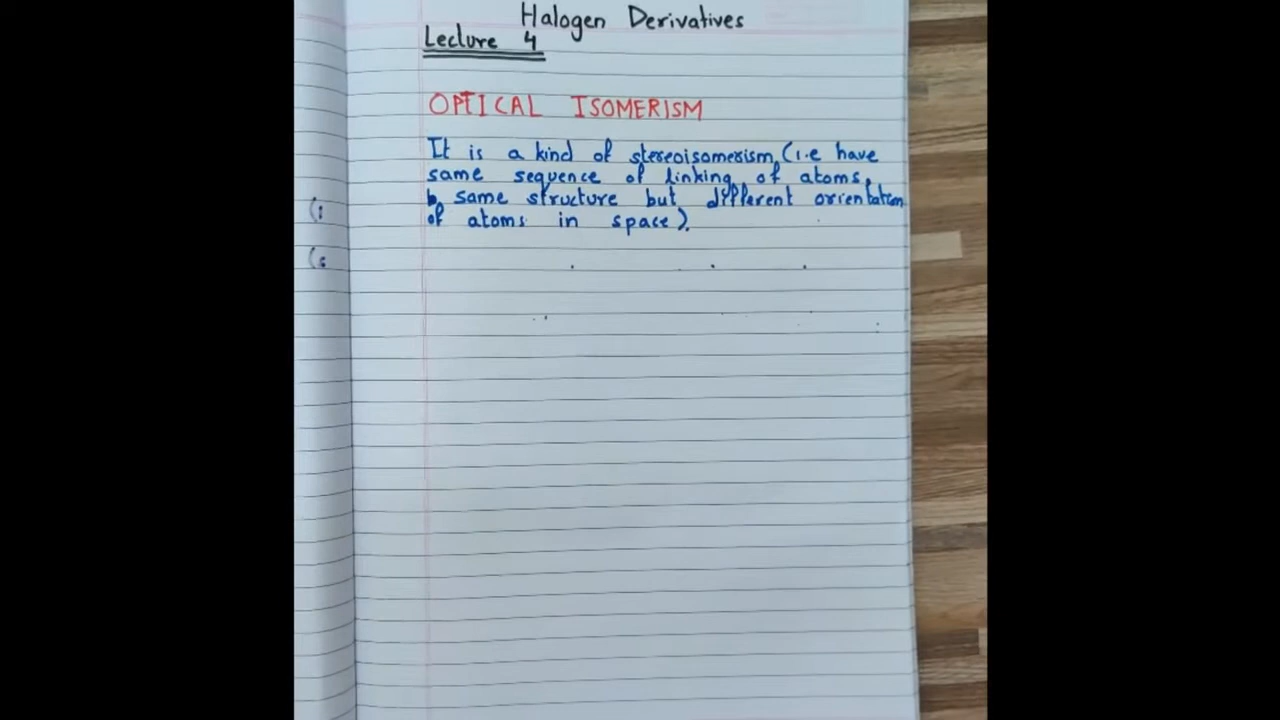 Halogen Derivatives
Lecture 4
OPTICAL ISOMERISM
It is a kind of stereoisomerism (i.e have
same sequence of linking of atoms,
same structure but different orientation
of atoms in space).
(i